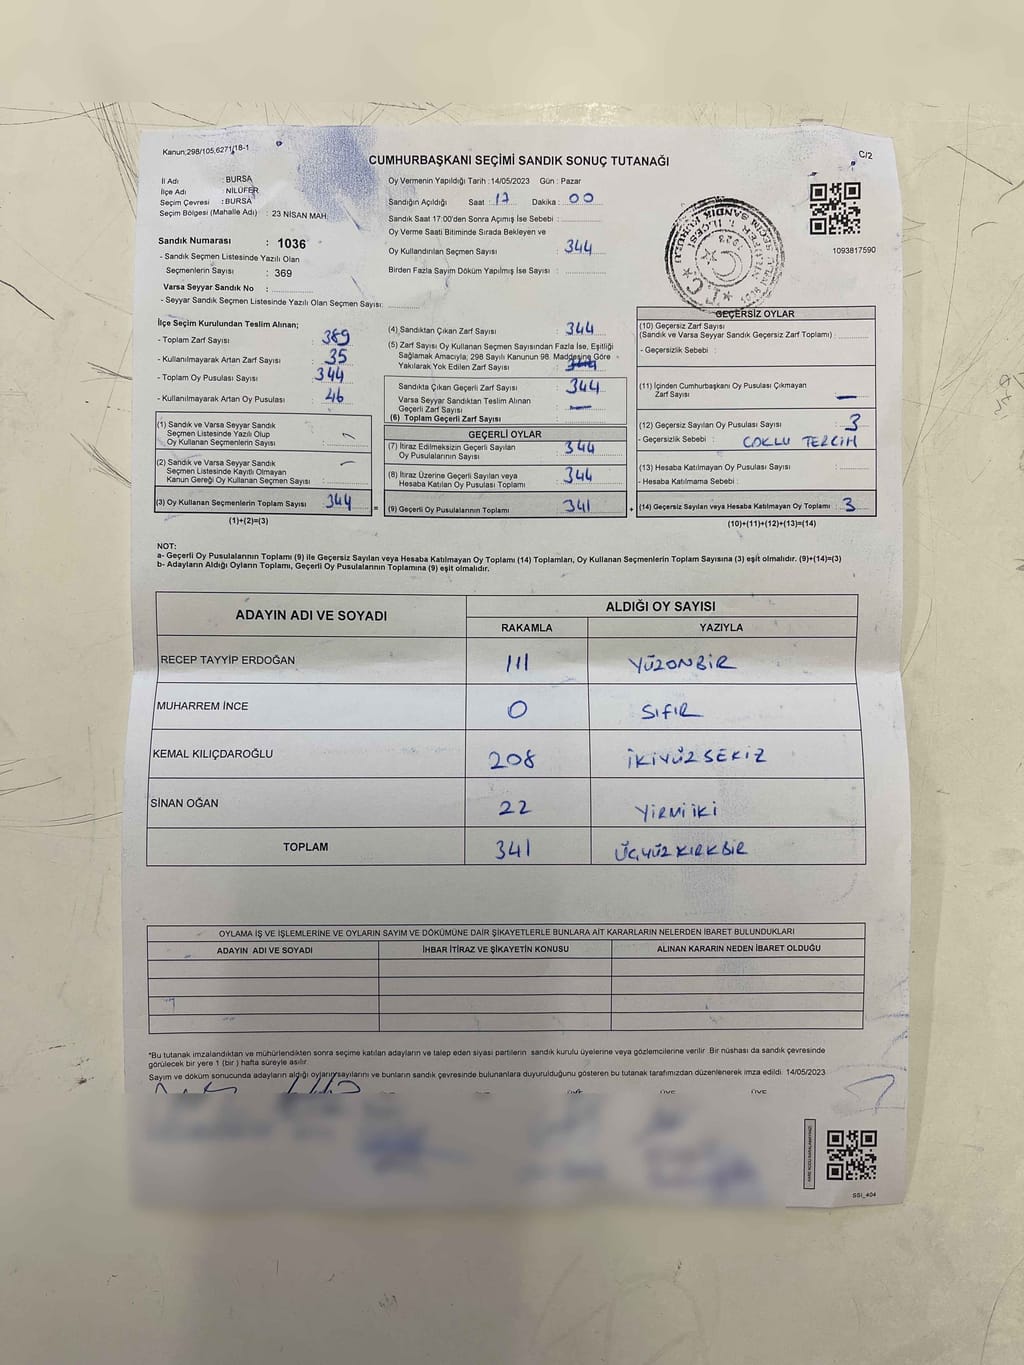 Kanun;298/105,6271/18-1
C/2
CUMHURBAŞKANI SEÇİMİ SANDIK SONUÇ TUTANAĞI
İl Adı : BURSA
İlçe Adı : NİLÜFER
Seçim Çevresi : BURSA
Seçim Bölgesi (Mahalle Adı) : 23 NİSAN MAH.
Sandık Numarası : 1036
- Sandık Seçmen Listesinde Yazılı Olan
Seçmenlerin Sayısı : 369
Varsa Seyyar Sandık No :
- Seyyar Sandık Seçmen Listesinde Yazılı Olan Seçmen Sayısı:
Oy Vermenin Yapıldığı Tarih :14/05/2023 Gün : Pazar
Sandığın Açıldığı Saat : 17 Dakika : 00
Sandık Saat 17:00'den Sonra Açımış İse Sebebi :
Oy Verme Saati Bitiminde Sırada Bekleyen ve
Oy Kullandırılan Seçmen Sayısı : 344
Birden Fazla Sayım Döküm Yapılmış İse Sayısı :
1093817590
İlçe Seçim Kurulundan Teslim Alınan;
- Toplam Zarf Sayısı : 389
- Kullanılmayarak Artan Zarf Sayısı : 35
- Toplam Oy Pusulası Sayısı : 344
- Kullanılmayarak Artan Oy Pusulası : 46
(1) Sandık ve Varsa Seyyar Sandık
Seçmen Listesinde Yazılı Olup
Oy Kullanan Seçmenlerin Sayısı :
(2) Sandık ve Varsa Seyyar Sandık
Seçmen Listesinde Kayıtlı Olmayan
Kanun Gereği Oy Kullanan Seçmen Sayısı :
(3) Oy Kullanan Seçmenlerin Toplam Sayısı : 344 =
(1)+(2)=(3)
(4) Sandıktan Çıkan Zarf Sayısı : 344
(5) Zarf Sayısı Oy Kullanan Seçmen Sayısından Fazla İse, Eşitliği
Sağlamak Amacıyla; 298 Sayılı Kanunun 98. Maddesine Göre
Yakılarak Yok Edilen Zarf Sayısı :
Sandıkta Çıkan Geçerli Zarf Sayısı : 344
Varsa Seyyar Sandıktan Teslim Alınan
Geçerli Zarf Sayısı : —
(6) Toplam Geçerli Zarf Sayısı :
GEÇERLİ OYLAR
(7) İtiraz Edilmeksizin Geçerli Sayılan
Oy Pusulalarının Sayısı : 344
(8) İtiraz Üzerine Geçerli Sayılan veya
Hesaba Katılan Oy Pusulası Toplamı : 344
(9) Geçerli Oy Pusulalarının Toplamı : 341 +
GEÇERSİZ OYLAR
(10) Geçersiz Zarf Sayısı
(Sandık ve Varsa Seyyar Sandık Geçersiz Zarf Toplamı) :
- Geçersizlik Sebebi :
(11) İçinden Cumhurbaşkanı Oy Pusulası Çıkmayan
Zarf Sayısı : —
(12) Geçersiz Sayılan Oy Pusulası Sayısı : 3
- Geçersizlik Sebebi : ÇOKLU TERCİH
(13) Hesaba Katılmayan Oy Pusulası Sayısı :
- Hesaba Katılmama Sebebi :
(14) Geçersiz Sayılan veya Hesaba Katılmayan Oy Toplamı : 3
(10)+(11)+(12)+(13)=(14)
NOT:
a- Geçerli Oy Pusulalarının Toplamı (9) ile Geçersiz Sayılan veya Hesaba Katılmayan Oy Toplamı (14) Toplamları, Oy Kullanan Seçmenlerin Toplam Sayısına (3) eşit olmalıdır. (9)+(14)=(3)
b- Adayların Aldığı Oyların Toplamı, Geçerli Oy Pusulalarının Toplamına (9) eşit olmalıdır.
ADAYIN ADI VE SOYADI ALDIĞI OY SAYISI
RAKAMLA YAZIYLA
RECEP TAYYİP ERDOĞAN 111 YÜZONBİR
MUHARREM İNCE 0 SIFIR
KEMAL KILIÇDAROĞLU 208 İKİYÜZSEKİZ
SİNAN OĞAN 22 YİRMİİKİ
TOPLAM 341 ÜÇYÜZKIRKBİR
OYLAMA İŞ VE İŞLEMLERİNE VE OYLARIN SAYIM VE DÖKÜMÜNE DAİR ŞİKAYETLERLE BUNLARA AİT KARARLARIN NELERDEN İBARET BULUNDUKLARI
ADAYIN ADI VE SOYADI İHBAR İTİRAZ VE ŞİKAYETİN KONUSU ALINAN KARARIN NEDEN İBARET OLDUĞU
*Bu tutanak imzalandıktan ve mühürlendikten sonra seçime katılan adayların ve talep eden siyasi partilerin sandık kurulu üyelerine veya gözlemcilerine verilir .Bir nüshası da sandık çevresinde
görülecek bir yere 1 (bir ) hafta süreyle asılır.
Sayım ve döküm sonucunda adayların aldığı oyların sayılarını ve bunların sandık çevresinde bulunanlara duyurulduğunu gösteren bu tutanak tarafımızdan düzenlenerek imza edildi. 14/05/2023
SSI_404